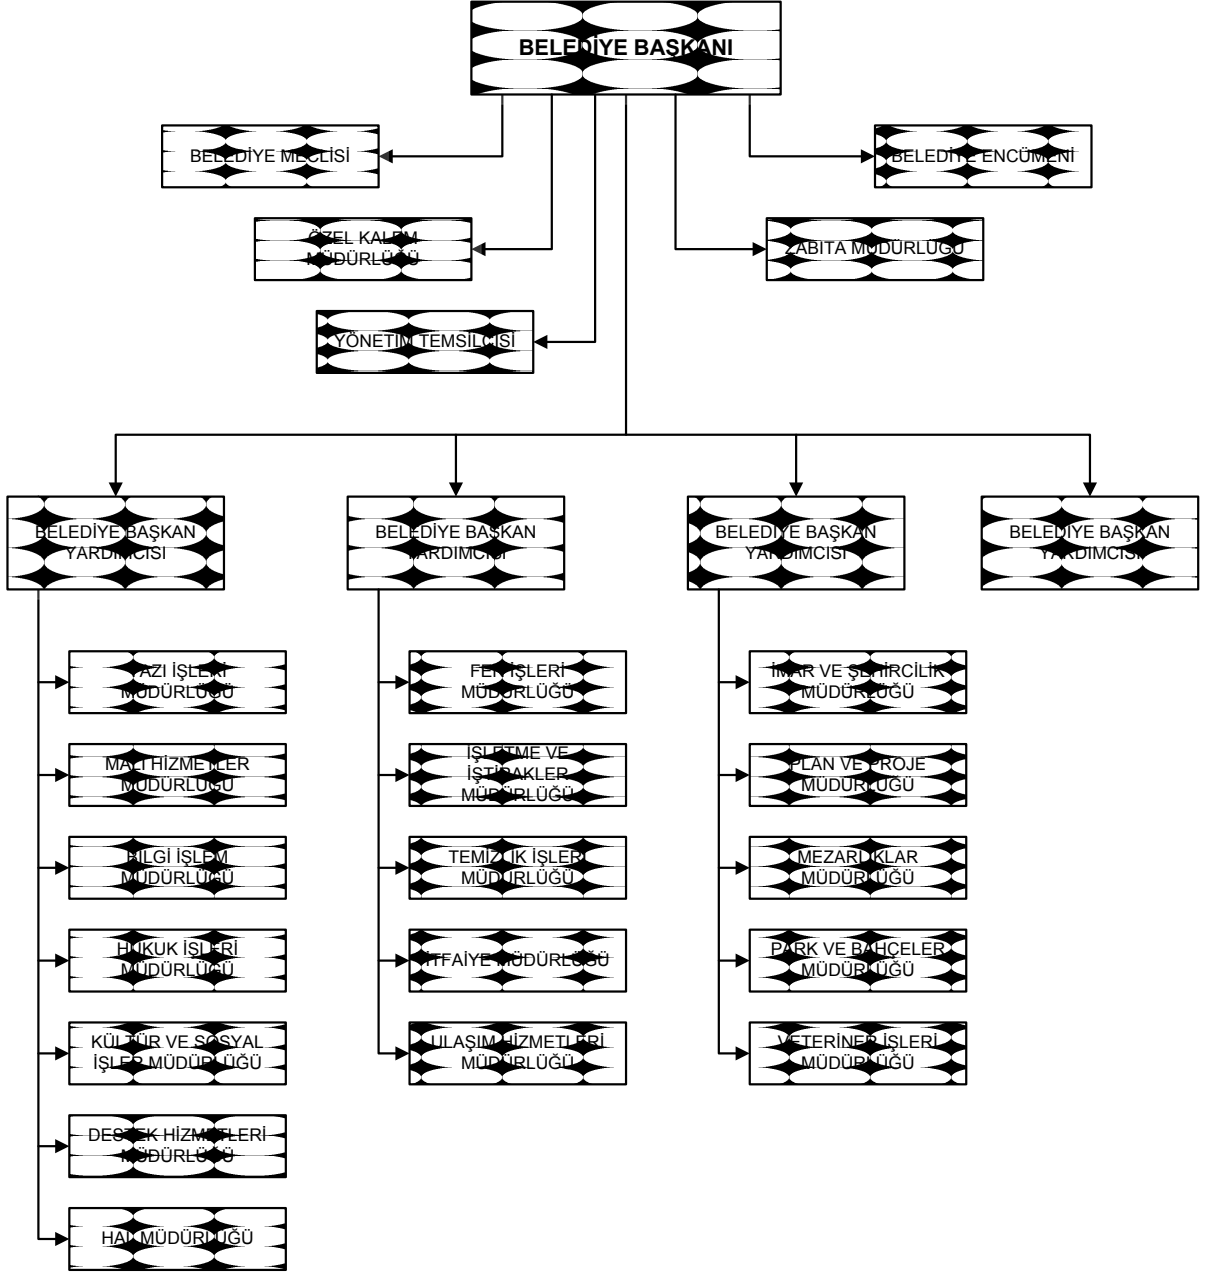 BELEDİYE BAŞKANI
BELEDİYE MECLİSİ
BELEDİYE ENCÜMENİ
ÖZEL KALEM
MÜDÜRLÜĞÜ
ZABITA MÜDÜRLÜĞÜ
YÖNETİM TEMSİLCİSİ
BELEDİYE BAŞKAN
YARDIMCISI
BELEDİYE BAŞKAN
YARDIMCISI
BELEDİYE BAŞKAN
YARDIMCISI
BELEDİYE BAŞKAN
YARDIMCISI
YAZI İŞLERİ
MÜDÜRLÜĞÜ
MALİ HİZMETLER
MÜDÜRLÜĞÜ
BİLGİ İŞLEM
MÜDÜRLÜĞÜ
HUKUK İŞLERİ
MÜDÜRLÜĞÜ
KÜLTÜR VE SOSYAL
İŞLER MÜDÜRLÜĞÜ
DESTEK HİZMETLERİ
MÜDÜRLÜĞÜ
HAL MÜDÜRLÜĞÜ
FEN İŞLERİ
MÜDÜRLÜĞÜ
İŞLETME VE
İŞTİRAKLER
MÜDÜRLÜĞÜ
TEMİZLİK İŞLERİ
MÜDÜRLÜĞÜ
İTFAİYE MÜDÜRLÜĞÜ
ULAŞIM HİZMETLERİ
MÜDÜRLÜĞÜ
İMAR VE ŞEHİRCİLİK
MÜDÜRLÜĞÜ
PLAN VE PROJE
MÜDÜRLÜĞÜ
MEZARLIKLAR
MÜDÜRLÜĞÜ
PARK VE BAHÇELER
MÜDÜRLÜĞÜ
VETERİNER İŞLERİ
MÜDÜRLÜĞÜ